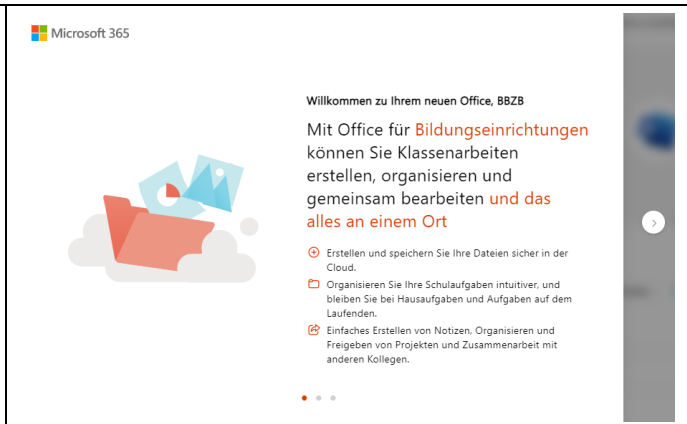 Microsoft 365
Willkommen zu Ihrem neuen Office, BBZB
Mit Office für Bildungseinrichtungen
können Sie Klassenarbeiten
erstellen, organisieren und
gemeinsam bearbeiten und das
alles an einem Ort
Erstellen und speichern Sie Ihre Dateien sicher in der
Cloud.
Organisieren Sie Ihre Schulaufgaben intuitiver, und
bleiben Sie bei Hausaufgaben und Aufgaben auf dem
Laufenden.
Einfaches Erstellen von Notizen, Organisieren und
Freigeben von Projekten und Zusammenarbeit mit
anderen Kollegen.